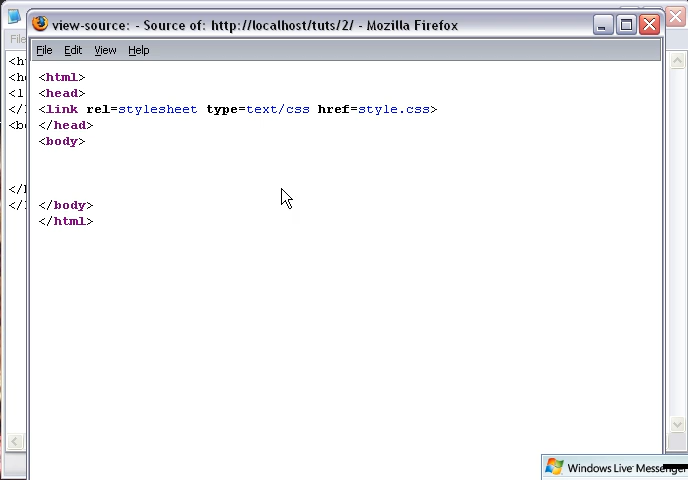 view-source: - Source of: http://localhost/tuts/2/ - Mozilla Firefox
File Edit View Help
<html>
<head>
<link rel=stylesheet type=text/css href=style.css>
</head>
<body>
</body>
</html>
Windows Live Messenger